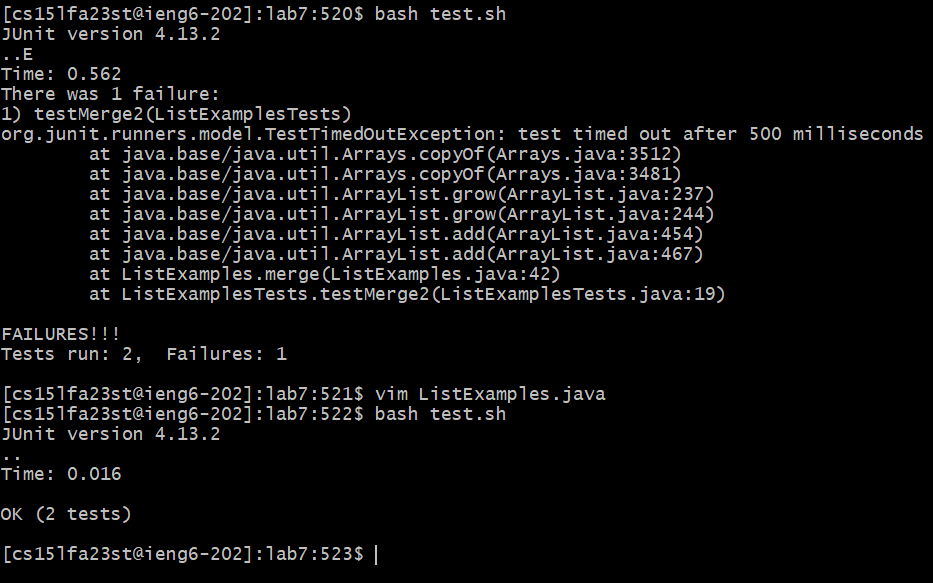 [cs15lfa23st@ieng6-202]:lab7:520$ bash test.sh
JUnit version 4.13.2
..E
Time: 0.562
There was 1 failure:
1) testMerge2(ListExamplesTests)
org.junit.runners.model.TestTimedOutException: test timed out after 500 milliseconds
        at java.base/java.util.Arrays.copyOf(Arrays.java:3512)
        at java.base/java.util.Arrays.copyOf(Arrays.java:3481)
        at java.base/java.util.ArrayList.grow(ArrayList.java:237)
        at java.base/java.util.ArrayList.grow(ArrayList.java:244)
        at java.base/java.util.ArrayList.add(ArrayList.java:454)
        at java.base/java.util.ArrayList.add(ArrayList.java:467)
        at ListExamples.merge(ListExamples.java:42)
        at ListExamplesTests.testMerge2(ListExamplesTests.java:19)

FAILURES!!!
Tests run: 2,  Failures: 1

[cs15lfa23st@ieng6-202]:lab7:521$ vim ListExamples.java
[cs15lfa23st@ieng6-202]:lab7:522$ bash test.sh
JUnit version 4.13.2
..
Time: 0.016

OK (2 tests)

[cs15lfa23st@ieng6-202]:lab7:523$